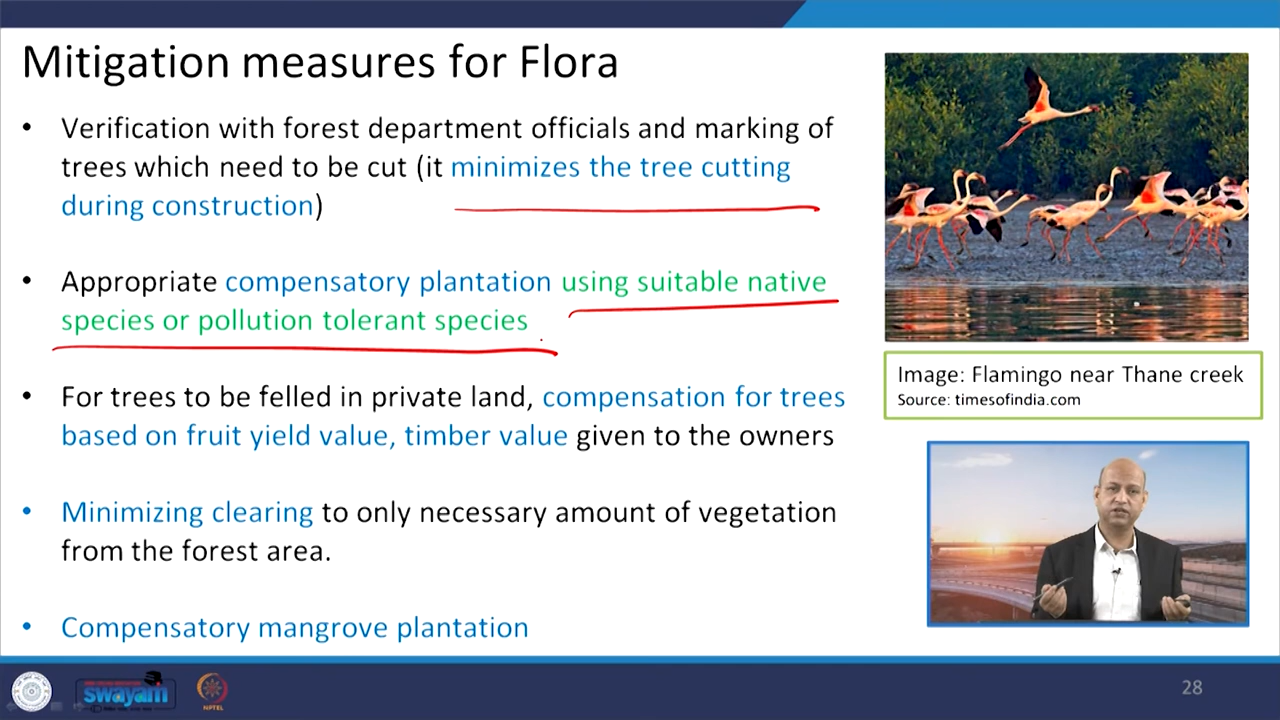 Mitigation measures for Flora
• Verification with forest department officials and marking of
trees which need to be cut (it minimizes the tree cutting
during construction)
• Appropriate compensatory plantation using suitable native
species or pollution tolerant species
• For trees to be felled in private land, compensation for trees
based on fruit yield value, timber value given to the owners
• Minimizing clearing to only necessary amount of vegetation
from the forest area.
• Compensatory mangrove plantation
Image: Flamingo near Thane creek
Source: timesofindia.com
swayam
NPTEL
28